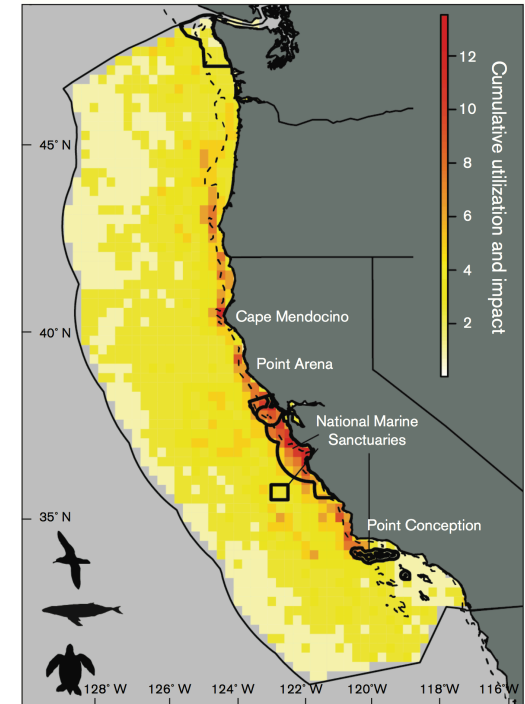 12
10
8
6
4
2
Cumulative utilization and impact
45° N
40° N
35° N
Cape Mendocino
Point Arena
National Marine
Sanctuaries
Point Conception
128° W
126° W
124° W
122° W
120° W
118° W
116° W